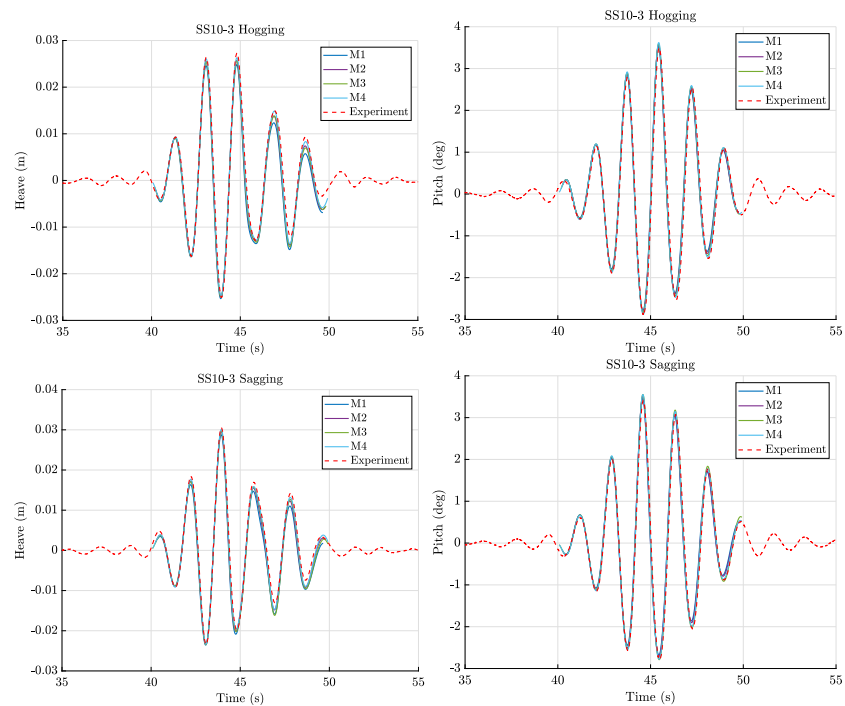 SS10-3 Hogging
0.03
0.02
0.01
0
-0.01
-0.02
-0.03
Heave (m)
35
40
45
50
55
Time (s)
M1
M2
M3
M4
Experiment
SS10-3 Hogging
4
3
2
1
0
-1
-2
-3
Pitch (deg)
35
40
45
50
55
Time (s)
M1
M2
M3
M4
Experiment
SS10-3 Sagging
0.04
0.03
0.02
0.01
0
-0.01
-0.02
-0.03
Heave (m)
35
40
45
50
55
Time (s)
M1
M2
M3
M4
Experiment
SS10-3 Sagging
4
3
2
1
0
-1
-2
-3
Pitch (deg)
35
40
45
50
55
Time (s)
M1
M2
M3
M4
Experiment